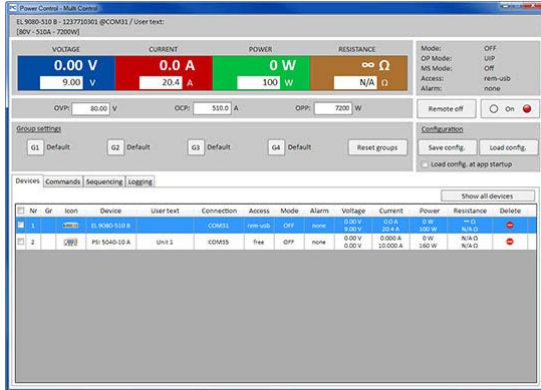 Power Control - Multi Control
EL 9080-510 B - 1237710301 @COM31 / User text:
[80V - 510A - 7200W]
VOLTAGE CURRENT POWER RESISTANCE
0.00 V 0.0 A 0 W ∞ Ω
9.00 V 20.4 A 100 W N/A Ω
Mode: OFF
OP Mode: UIP
MS Mode: Off
Access: rem-usb
Alarm: none
OVP: 80.00 V OCP: 510.0 A OPP: 7200 W
Remote off On
Group settings
G1 Default G2 Default G3 Default G4 Default Reset groups
Configuration
Save config. Load config.
Load config. at app startup
Devices Commands Sequencing Logging
Show all devices
Nr Gr Icon Device User text Connection Access Mode Alarm Voltage Current Power Resistance Delete
1 EL 9080-510 B COM31 rem-usb OFF none 0.00 V 0.0 A 0 W ∞ Ω
9.00 V 20.4 A 100 W N/A Ω
2 PSI 5040-10 A Unit 1 COM35 free OFF none 0.00 V 0.000 A 0 W N/A Ω
0.00 V 10.000 A 160 W N/A Ω